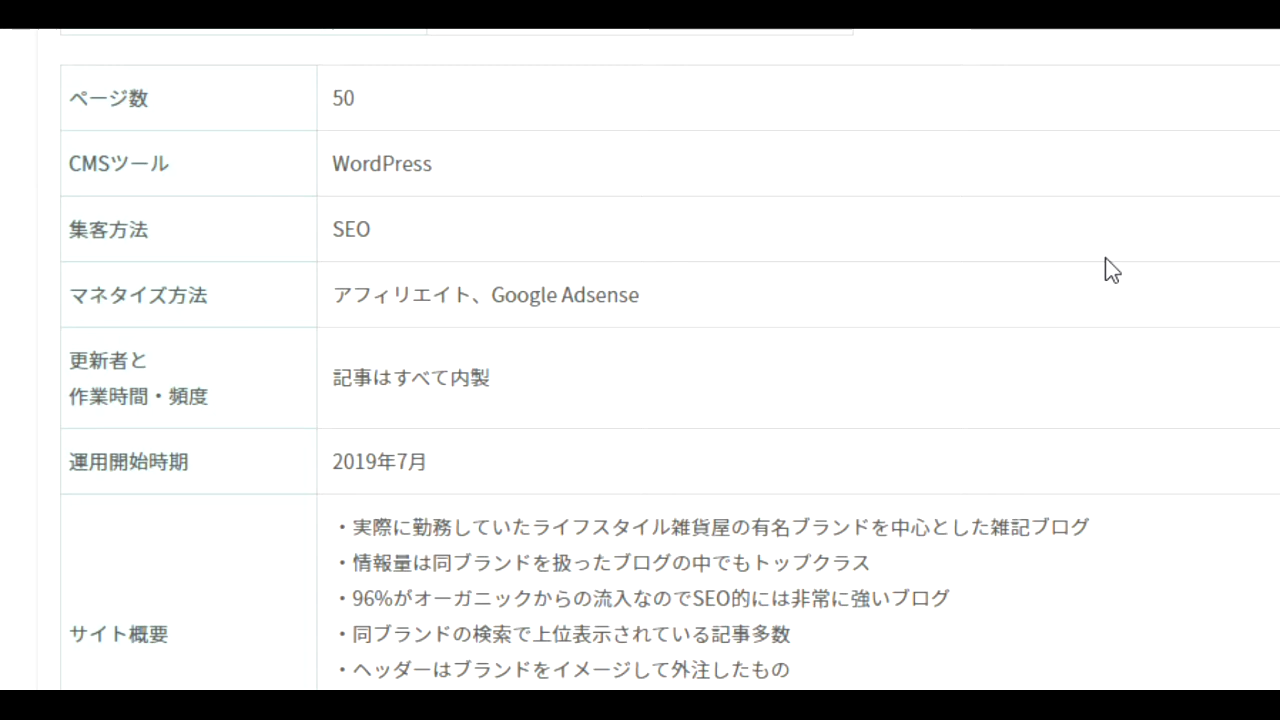 ページ数 50
CMSツール WordPress
集客方法 SEO
マネタイズ方法 アフィリエイト、Google Adsense
更新者と
作業時間・頻度 記事はすべて内製
運用開始時期 2019年7月
サイト概要
・実際に勤務していたライフスタイル雑貨屋の有名ブランドを中心とした雑記ブログ
・情報量は同ブランドを扱ったブログの中でもトップクラス
・96%がオーガニックからの流入なのでSEO的には非常に強いブログ
・同ブランドの検索で上位表示されている記事多数
・ヘッダーはブランドをイメージして外注したもの